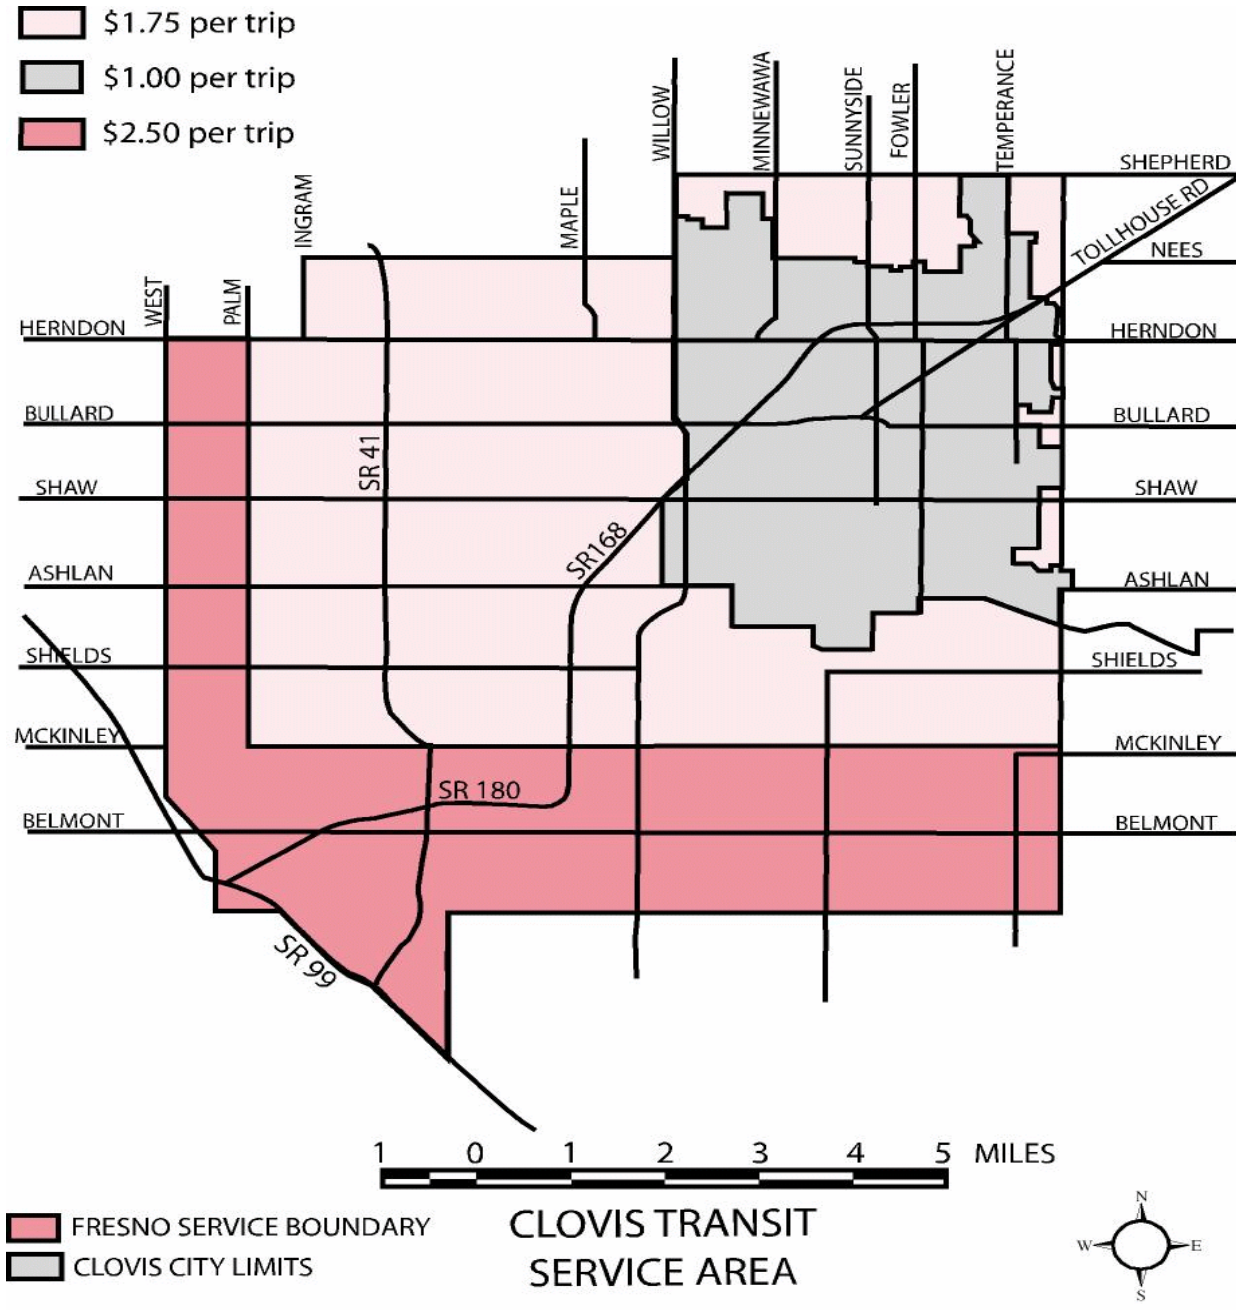 $1.75 per trip
$1.00 per trip
$2.50 per trip
WILLOW
MINNEWAWA
SUNNYSIDE
FOWLER
TEMPERANCE
SHEPHERD
TOLLHOUSE RD
NEES
INGRAM
MAPLE
WEST
PALM
HERNDON
HERNDON
BULLARD
BULLARD
SR 41
SHAW
SHAW
SR168
ASHLAN
ASHLAN
SHIELDS
SHIELDS
MCKINLEY
MCKINLEY
SR 180
BELMONT
BELMONT
SR 99
1 0 1 2 3 4 5 MILES
FRESNO SERVICE BOUNDARY
CLOVIS CITY LIMITS
CLOVIS TRANSIT
SERVICE AREA
N
W E
S